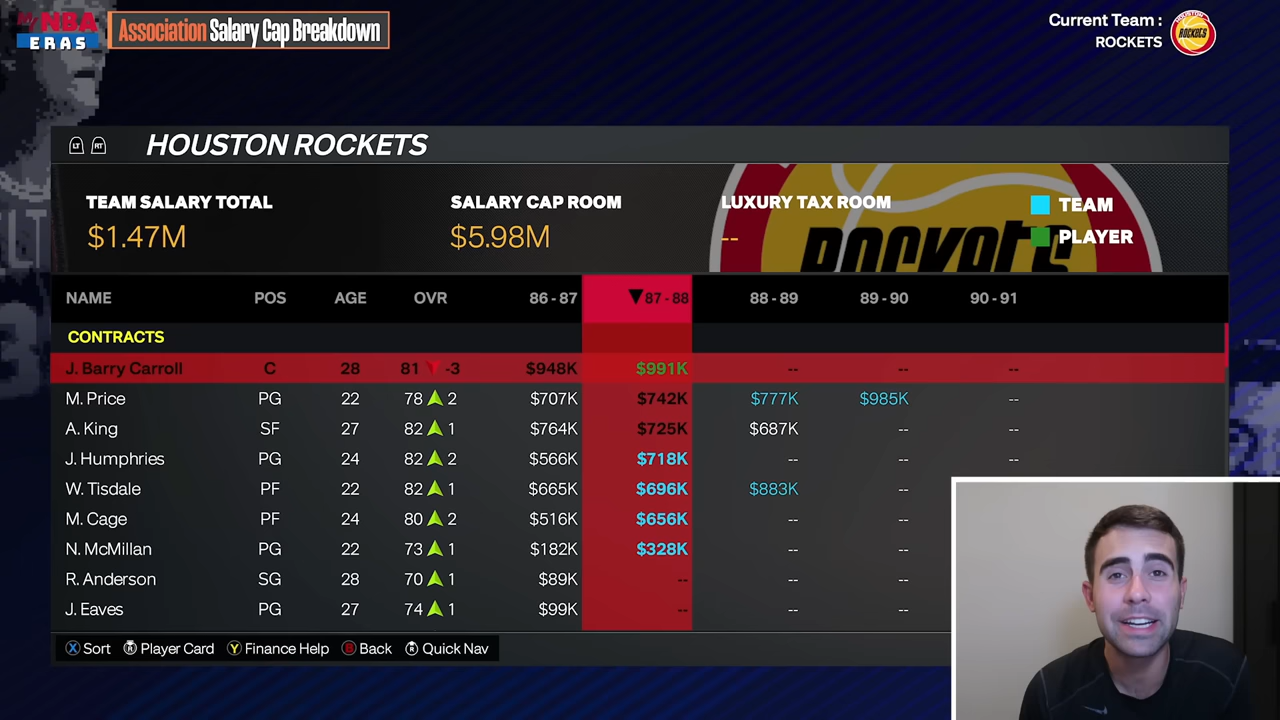 My NBA
ERAS
Association Salary Cap Breakdown
Current Team :
ROCKETS
HOUSTON
ROCKETS
LT RT HOUSTON ROCKETS
TEAM SALARY TOTAL SALARY CAP ROOM LUXURY TAX ROOM TEAM
$1.47M $5.98M -- PLAYER
ROCKETS
NAME POS AGE OVR 86 - 87 87 - 88 88 - 89 89 - 90 90 - 91
CONTRACTS
J. Barry Carroll C 28 81 -3 $948K $991K -- -- --
M. Price PG 22 78 2 $707K $742K $777K $985K --
A. King SF 27 82 1 $764K $725K $687K -- --
J. Humphries PG 24 82 2 $566K $718K -- -- --
W. Tisdale PF 22 82 1 $665K $696K $883K --
M. Cage PF 24 80 2 $516K $656K -- --
N. McMillan PG 22 73 1 $182K $328K -- --
R. Anderson SG 28 70 1 $89K -- -- --
J. Eaves PG 27 74 1 $99K -- -- --
X Sort R Player Card Y Finance Help B Back R Quick Nav